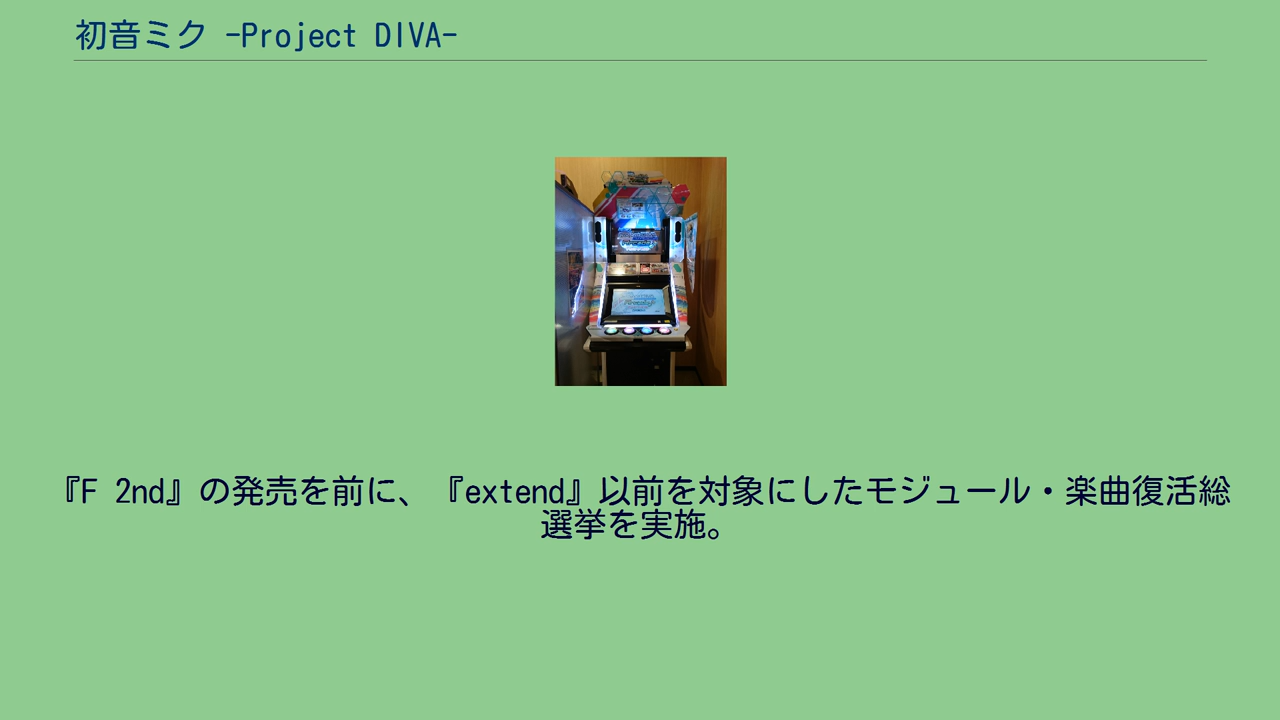 初音ミク -Project DIVA-
『F 2nd』の発売を前に、『extend』以前を対象にしたモジュール・楽曲復活総
選挙を実施。